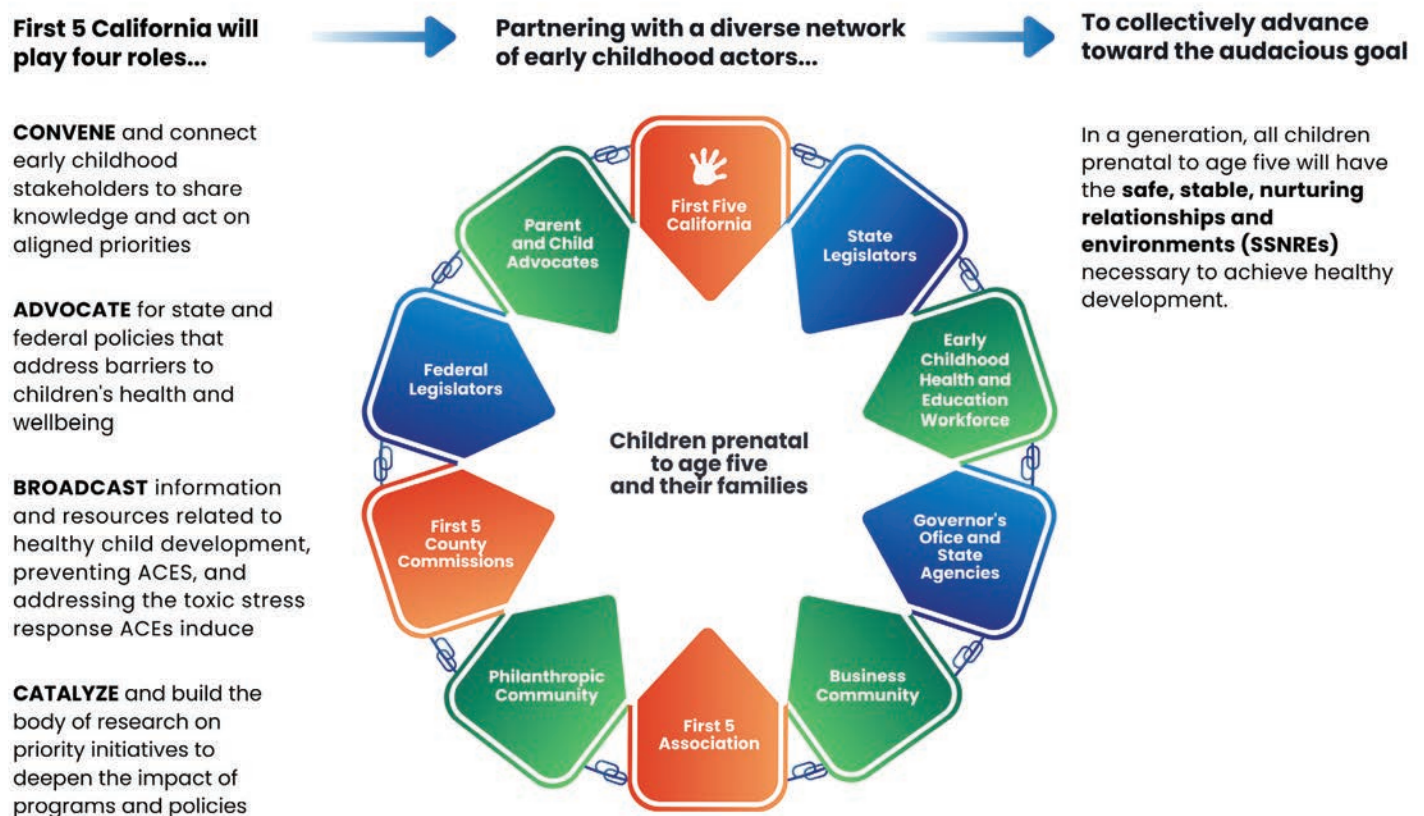 First 5 California will
play four roles...
CONVENE and connect
early childhood
stakeholders to share
knowledge and act on
aligned priorities
ADVOCATE for state and
federal policies that
address barriers to
children's health and
wellbeing
BROADCAST information
and resources related to
healthy child development,
preventing ACES, and
addressing the toxic stress
response ACEs induce
CATALYZE and build the
body of research on
priority initiatives to
deepen the impact of
programs and policies
Partnering with a diverse network
of early childhood actors...
First Five
California
State
Legislators
Early
Childhood
Health and
Education
Workforce
Governor's
Ofice and
State
Agencies
Business
Community
First 5
Association
Philanthropic
Community
First 5
County
Commissions
Federal
Legislators
Parent
and Child
Advocates
Children prenatal
to age five
and their families
To collectively advance
toward the audacious goal
In a generation, all children
prenatal to age five will have
the safe, stable, nurturing
relationships and
environments (SSNREs)
necessary to achieve healthy
development.